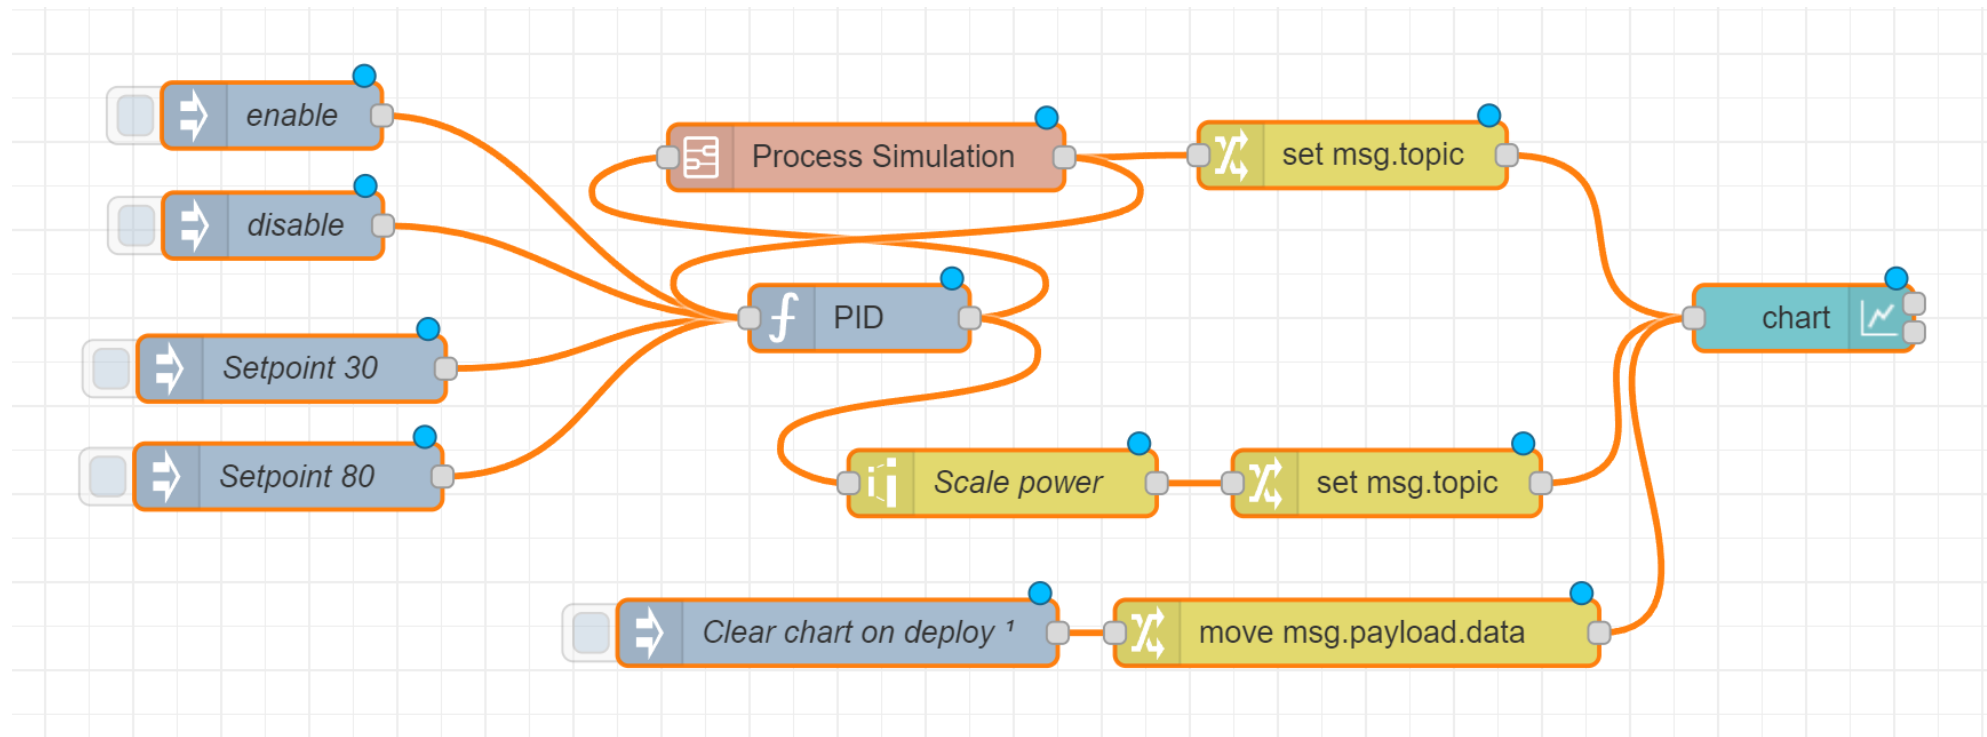 enable
disable
Setpoint 30
Setpoint 80
Process Simulation
set msg.topic
PID
chart
Scale power
set msg.topic
Clear chart on deploy ¹
move msg.payload.data